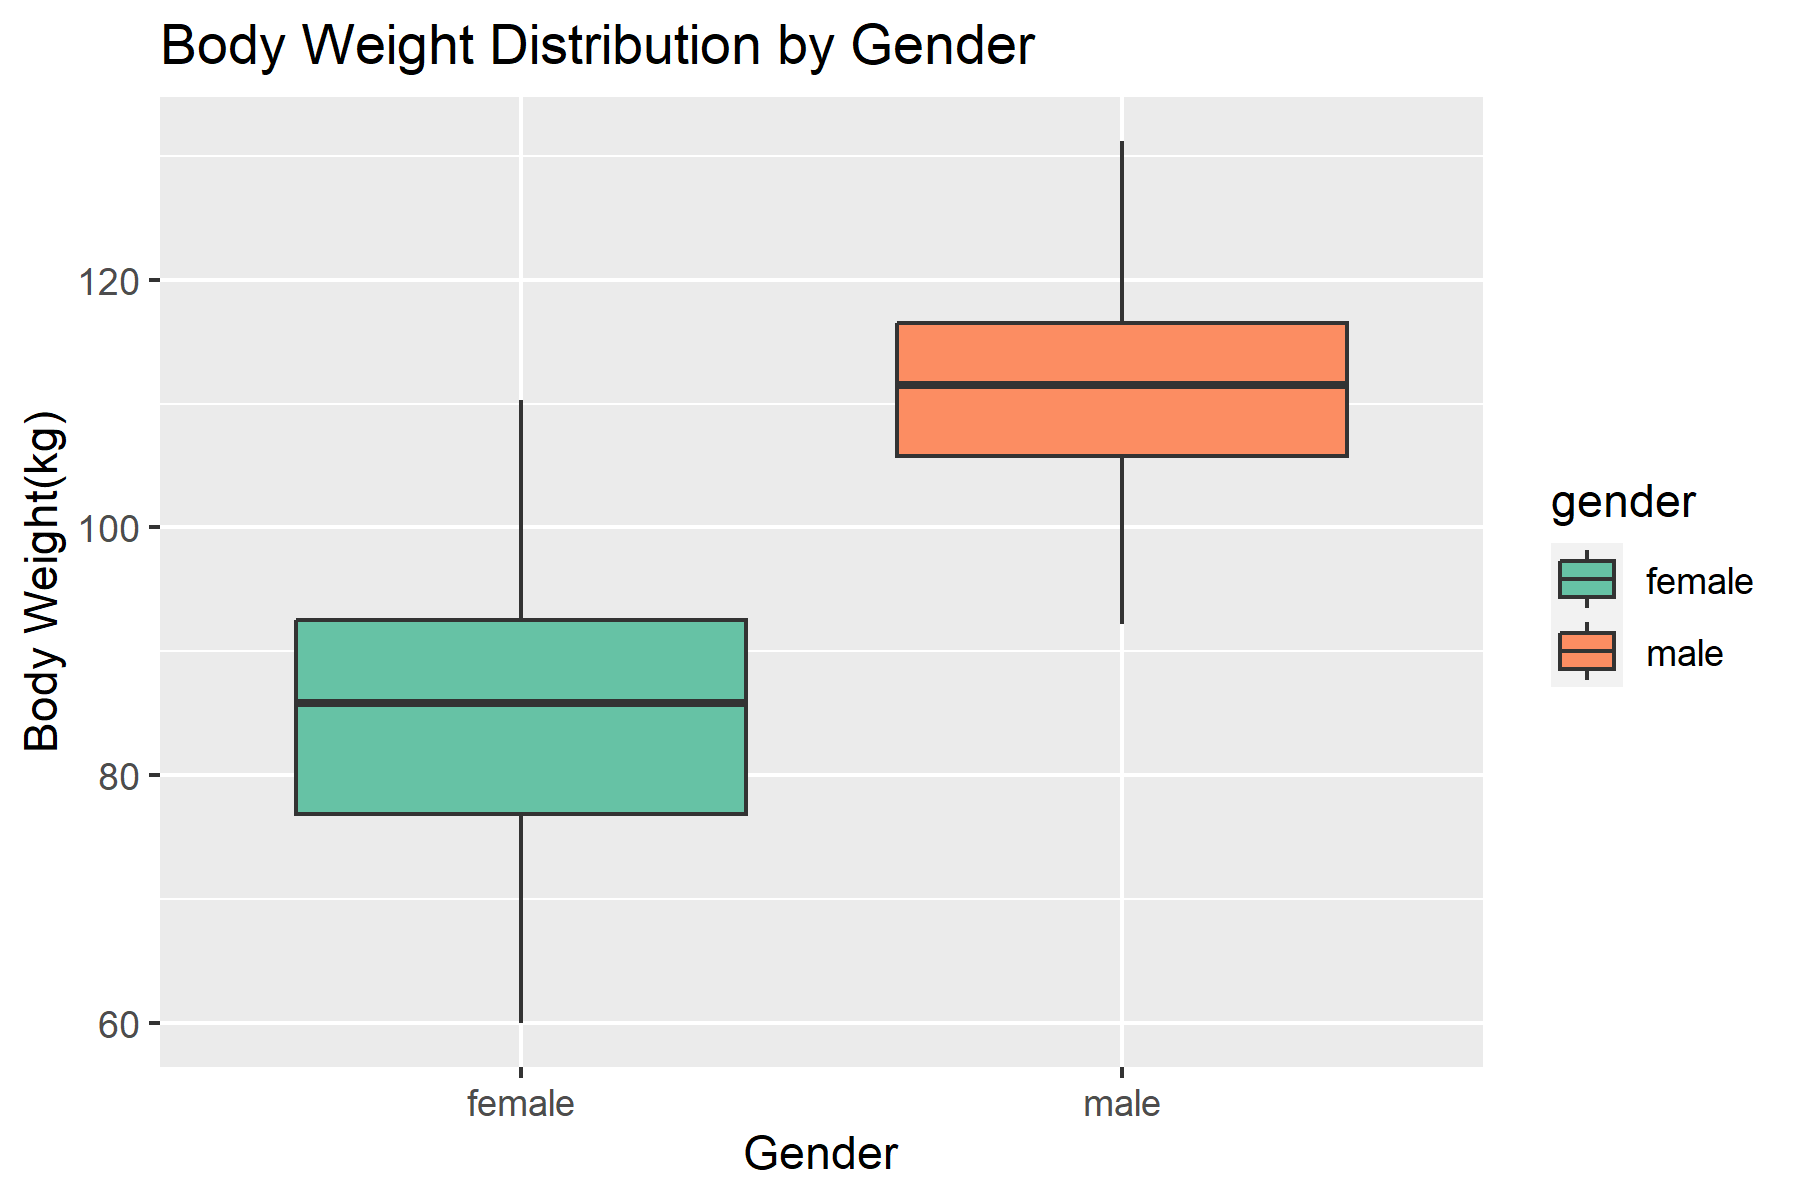 Body Weight Distribution by Gender
Body Weight(kg)
120
100
80
60
female
male
Gender
gender
female
male